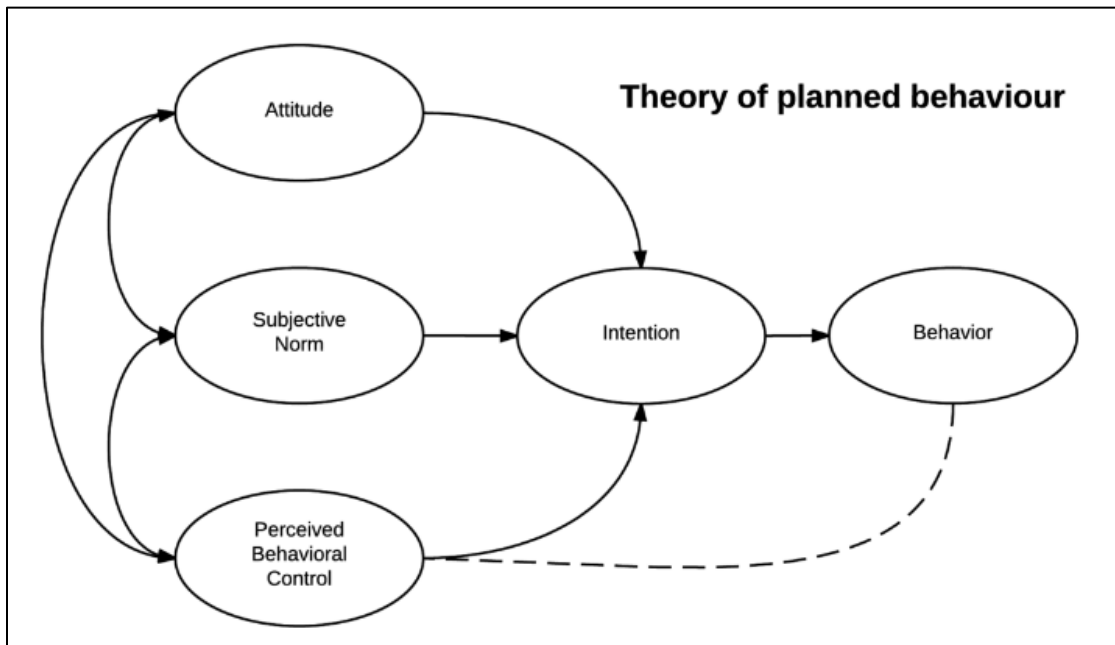 Theory of planned behaviour
Attitude
Subjective
Norm
Intention
Behavior
Perceived
Behavioral
Control